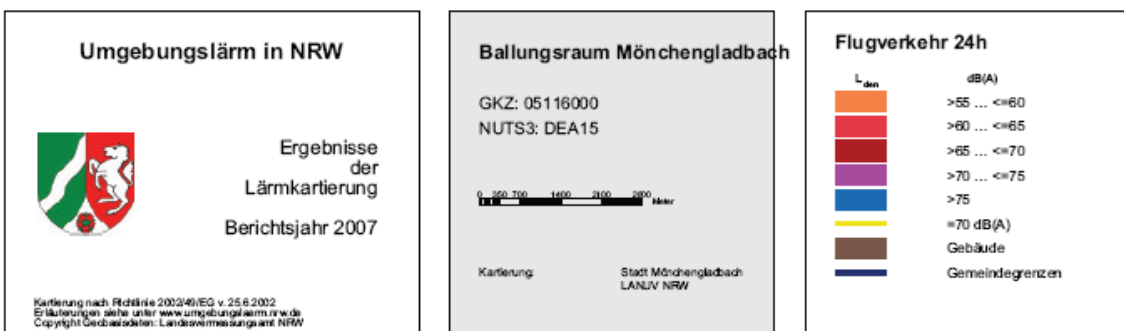 Umgebungslärm in NRW
Ergebnisse
der
Lärmkartierung
Berichtsjahr 2007
Kartierung nach Richtlinie 2002/49/EG v. 25.6.2002
Erläuterungen siehe unter www.umgebungslaerm.nrw.de
Copyright Geobasisdaten: Landesvermessungsamt NRW
Ballungsraum Mönchengladbach
GKZ: 05116000
NUTS3: DEA15
0 350 700 1400 2100 2800 Meter
Kartierung: Stadt Mönchengladbach
LANUV NRW
Flugverkehr 24h
Lden dB(A)
>55 ... <=60
>60 ... <=65
>65 ... <=70
>70 ... <=75
>75
=70 dB(A)
Gebäude
Gemeindegrenzen